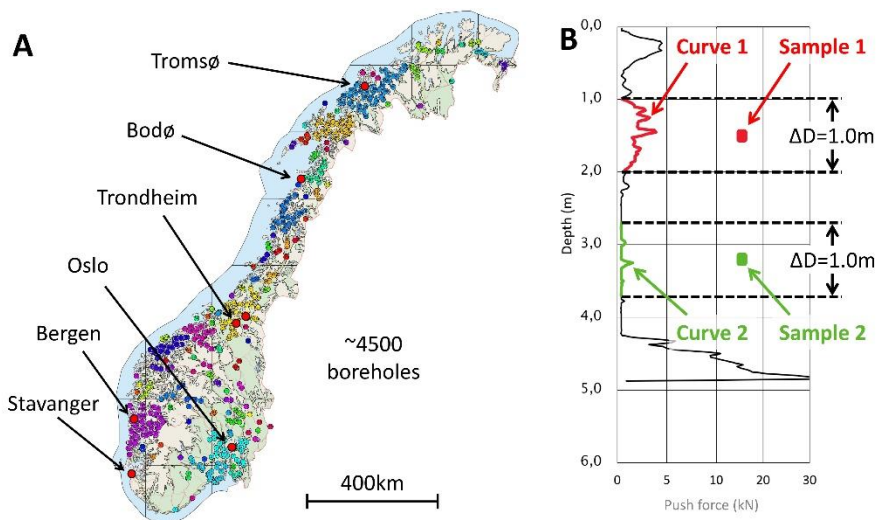 A
Tromsø
Bodø
Trondheim
Oslo
Bergen
Stavanger
~4500
boreholes
400km
B
0,0
1,0
2,0
3,0
4,0
5,0
6,0
Depth (m)
Curve 1
Sample 1
ΔD=1.0m
ΔD=1.0m
Curve 2
Sample 2
0 5 10 15 20 30
Push force (kN)